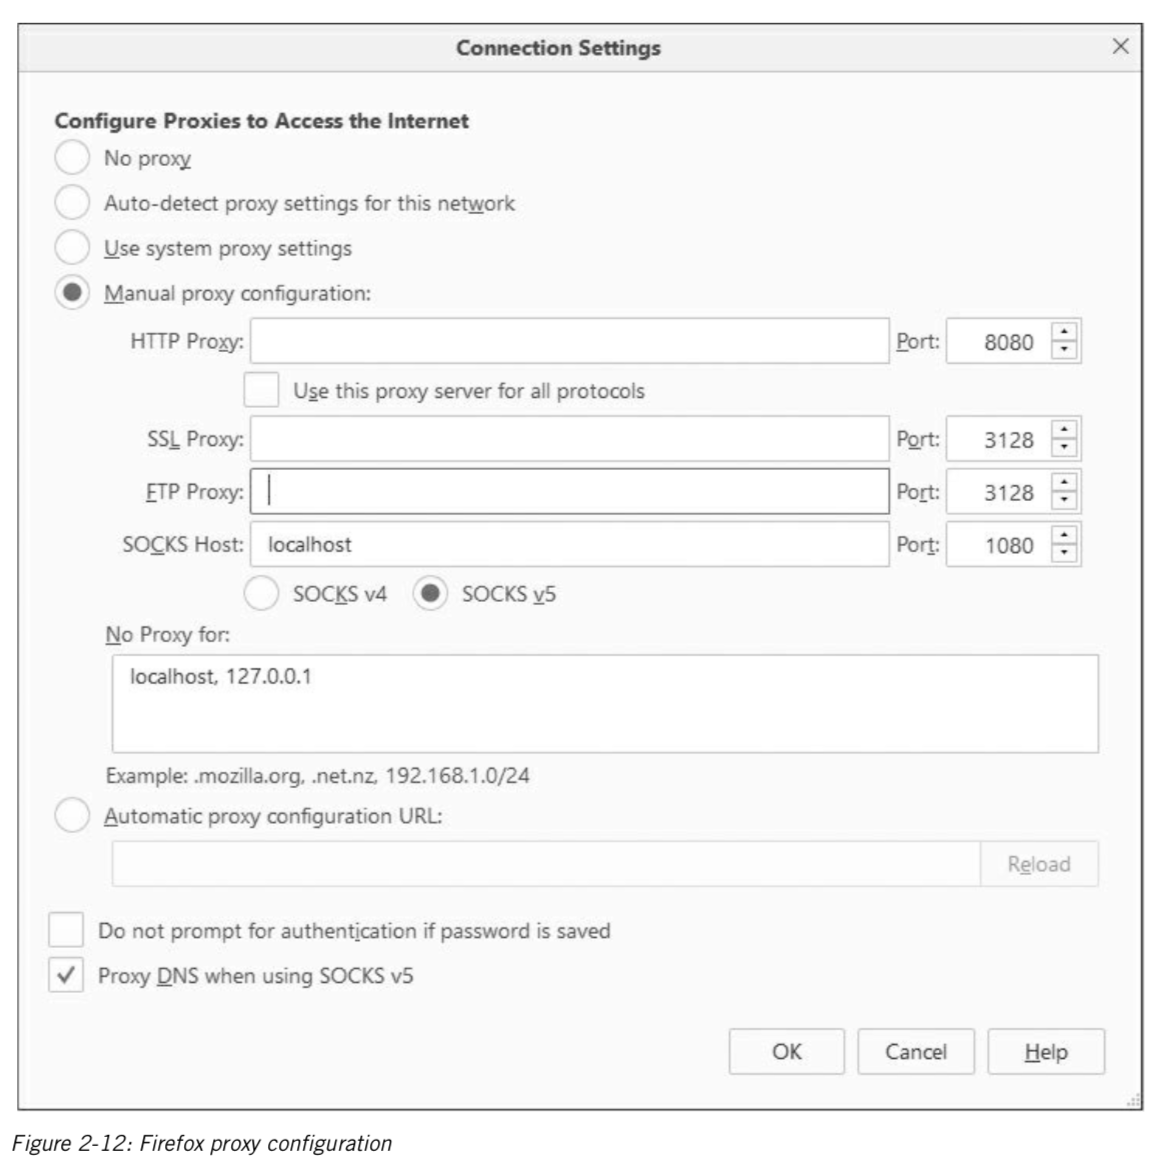 Connection Settings
Configure Proxies to Access the Internet
No proxy
Auto-detect proxy settings for this network
Use system proxy settings
Manual proxy configuration:
HTTP Proxy: Port: 8080
Use this proxy server for all protocols
SSL Proxy: Port: 3128
FTP Proxy: Port: 3128
SOCKS Host: localhost Port: 1080
SOCKS v4 SOCKS v5
No Proxy for:
localhost, 127.0.0.1
Example: .mozilla.org, .net.nz, 192.168.1.0/24
Automatic proxy configuration URL:
Reload
Do not prompt for authentication if password is saved
Proxy DNS when using SOCKS v5
OK Cancel Help
Figure 2-12: Firefox proxy configuration